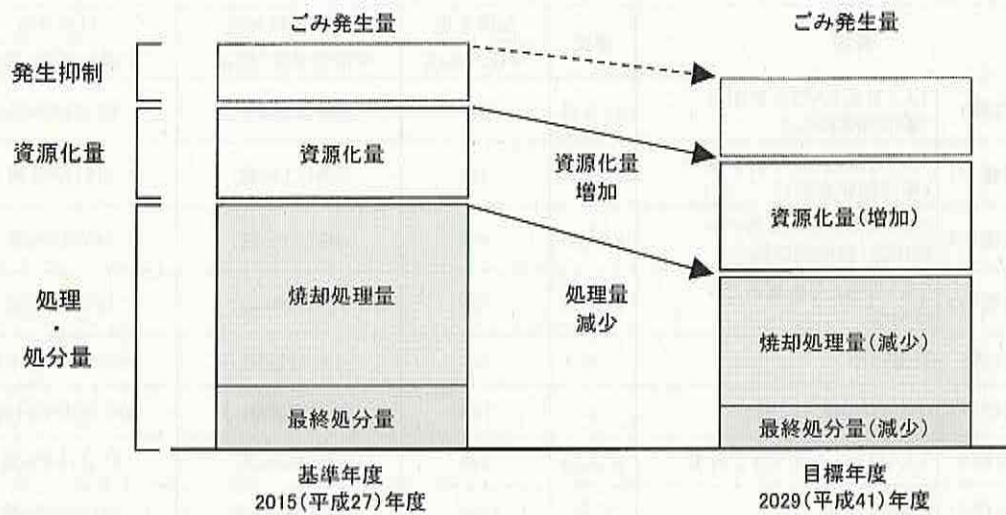 ごみ発生量
ごみ発生量
発生抑制
資源化量
資源化量
資源化量
増加
資源化量(増加)
処理
・
処分量
焼却処理量
処理量
減少
焼却処理量(減少)
最終処分量
最終処分量(減少)
基準年度
2015(平成27)年度
目標年度
2029(平成41)年度